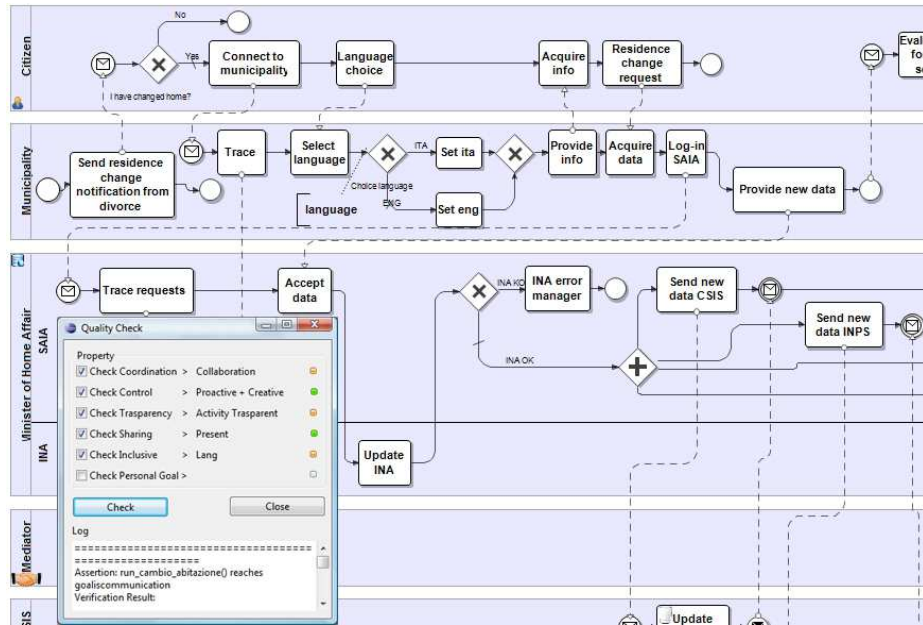 Citizen
No
Yes
I have changed home?
Connect to
municipality
Language
choice
Acquire
info
Residence
change
request
Municipality
Send residence
change
notification from
divorce
Trace
Select
language
Choice language
language
ITA
ENG
Set ita
Set eng
Provide
info
Acquire
data
Log-in
SAIA
Provide new data
Minister of Home Affair
SAIA
INA
Trace requests
Accept
data
Update
INA
INA KO
INA OK
INA error
manager
Send new
data CSIS
Send new
data INPS
Quality Check
Property
Check Coordination > Collaboration
Check Control > Proactive + Creative
Check Trasparency > Activity Trasparent
Check Sharing > Present
Check Inclusive > Lang
Check Personal Goal >
Check
Close
Log
====================================
===================
Assertion: run_cambio_abitazione() reaches
goaliscommunication
Verification Result:
Mediator
Update